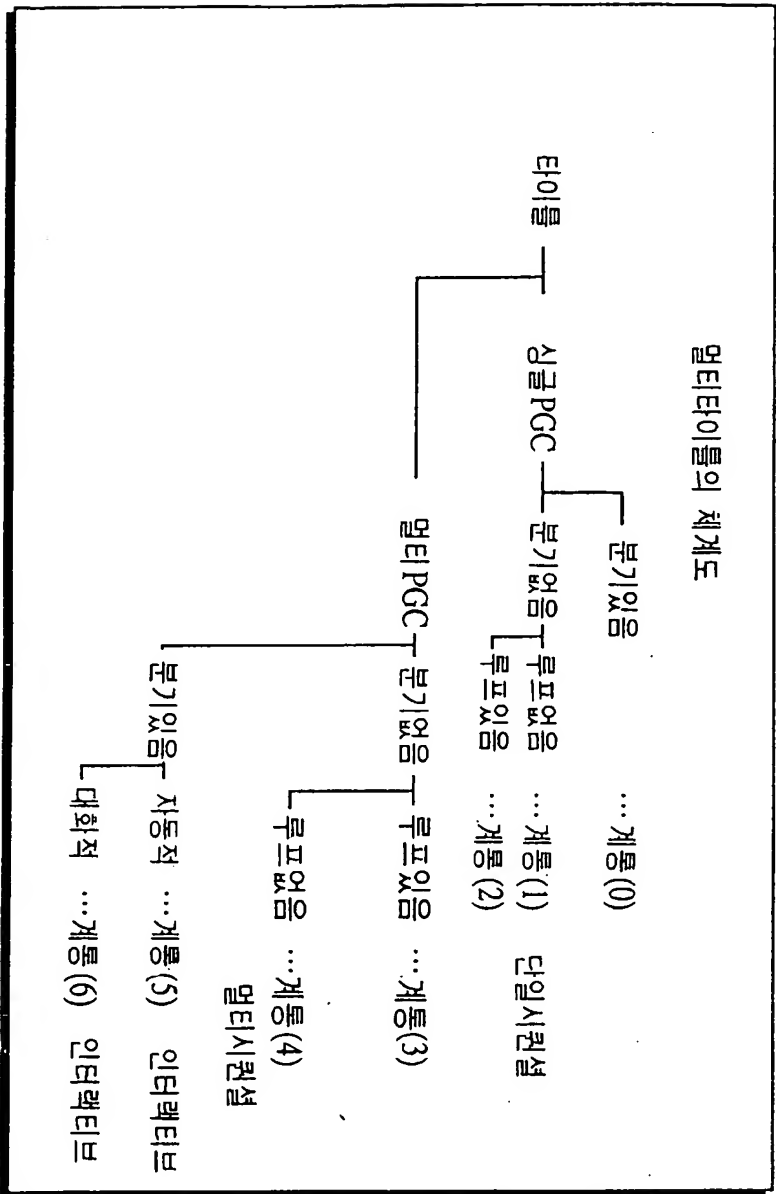 멀티타이틀의 체계도
분기있음 …계통(0)
타이틀 싱글PGC 분기없음 루프없음 …계통(1) 단일시퀀셜
루프있음 …계통(2)
멀티PGC 분기없음 루프있음 …계통(3)
루프없음 …계통(4)
멀티시퀀셜
분기있음 자동적 …계통(5) 인터랙티브
대화적 …계통(6) 인터랙티브